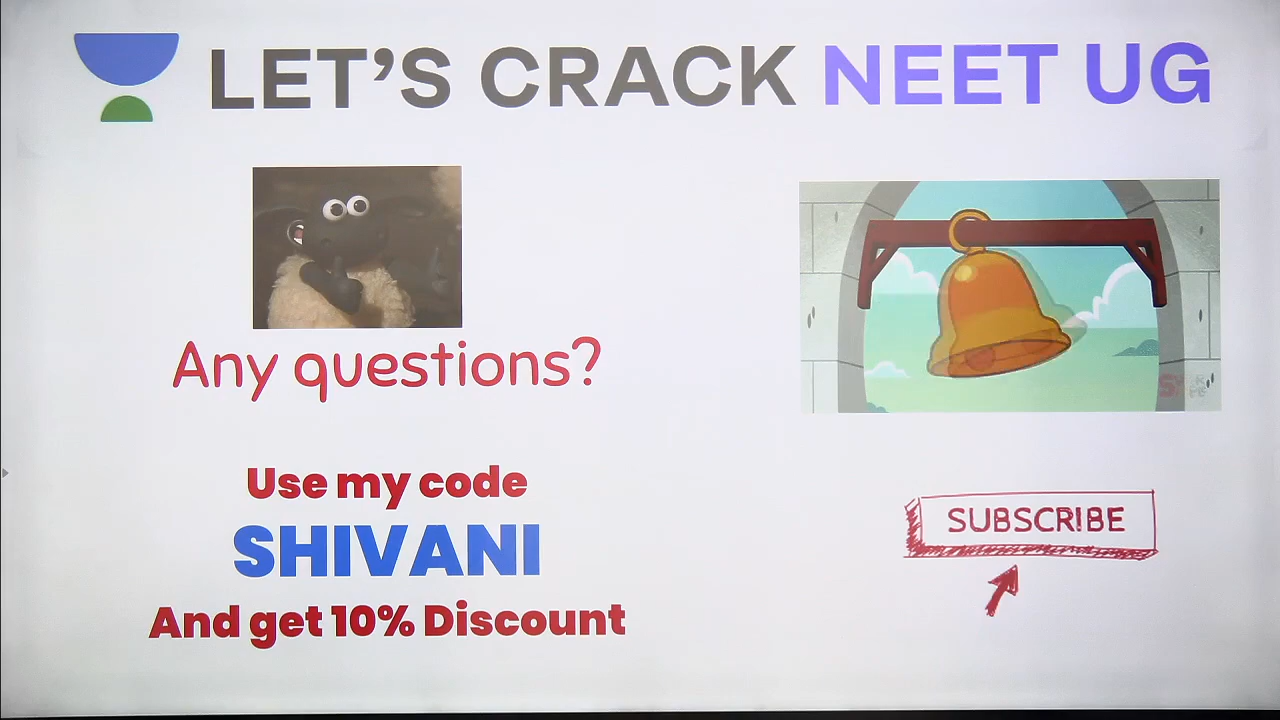 LET'S CRACK NEET UG
Any questions?
Use my code
SHIVANI
And get 10% Discount
SUBSCRIBE